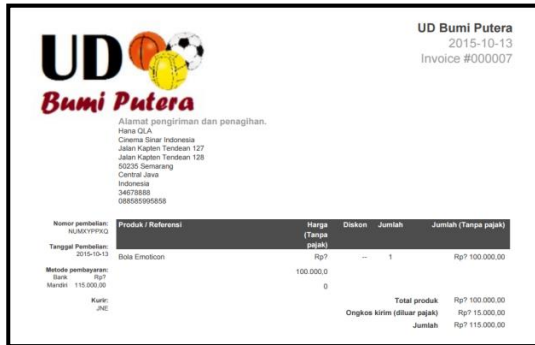 UD
Bumi Putera
UD Bumi Putera
2015-10-13
Invoice #000007
Alamat pengiriman dan penagihan.
Hana QLA
Cinema Sinar Indonesia
Jalan Kapten Tendean 127
Jalan Kapten Tendean 128
50235 Semarang
Central Java
Indonesia
34678888
088585995858
Nomor pembelian:
NUMXYPPXQ
Tanggal Pembelian:
2015-10-13
Metode pembayaran:
Bank Rp?
Mandiri 115.000,00
Kurir:
JNE
Produk / Referensi Harga (Tanpa pajak) Diskon Jumlah Jumlah (Tanpa pajak)
Bola Emoticon Rp? 100.000,00 -- 1 Rp? 100.000,00
Total produk Rp? 100.000,00
Ongkos kirim (diluar pajak) Rp? 15.000,00
Jumlah Rp? 115.000,00